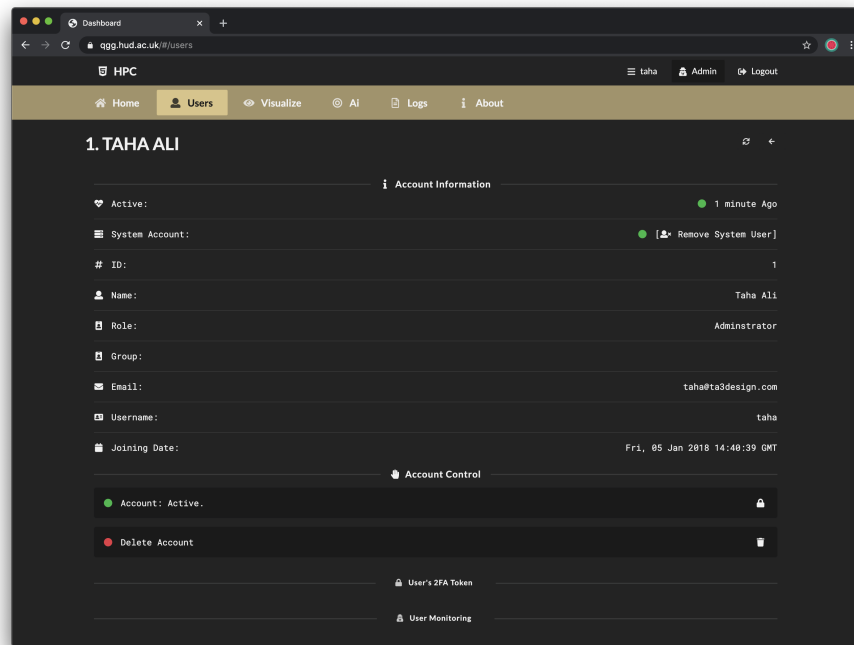 Dashboard
qgg.hud.ac.uk/#/users
HPC
taha Admin Logout
Home Users Visualize Ai Logs About
1. TAHA ALI
Account Information
Active: 1 minute Ago
System Account: [ Remove System User]
# ID: 1
Name: Taha Ali
Role: Adminstrator
Group:
Email: taha@ta3design.com
Username: taha
Joining Date: Fri, 05 Jan 2018 14:40:39 GMT
Account Control
Account: Active.
Delete Account
User's 2FA Token
User Monitoring